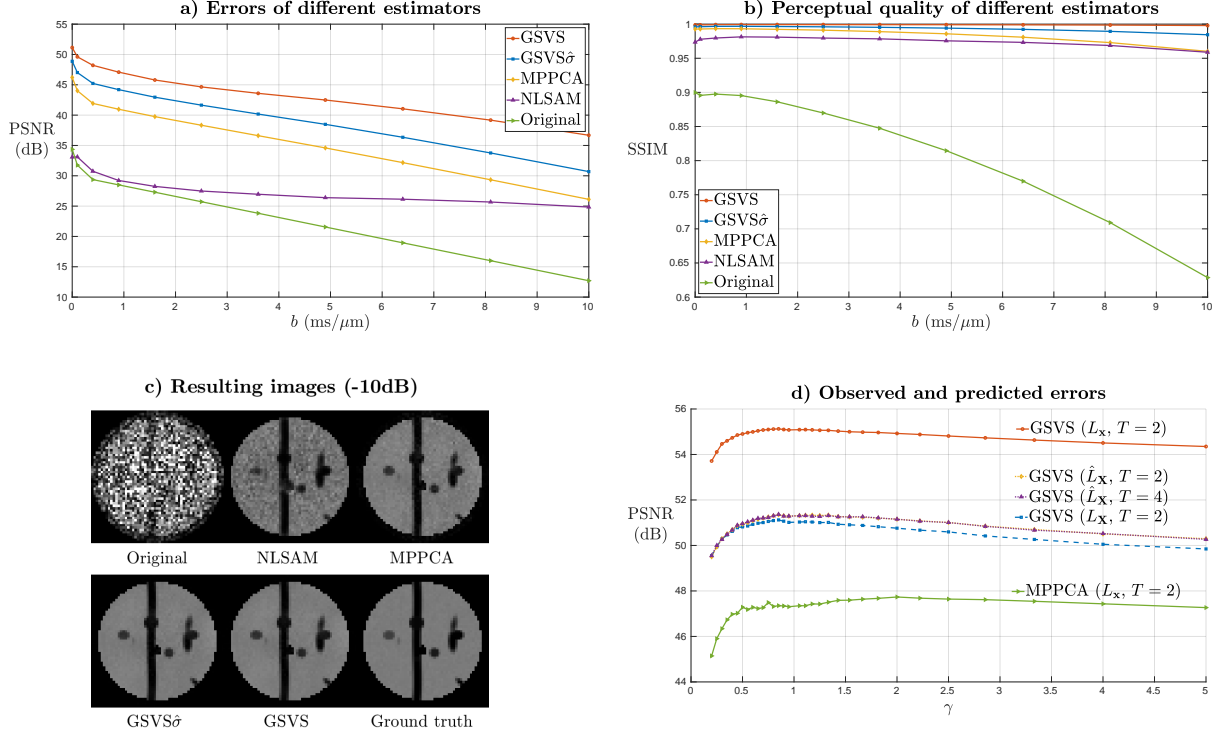 a) Errors of different estimators
55
50
45
40
35
30
25
20
15
10
PSNR
(dB)
GSVS
GSVSσ̂
MPPCA
NLSAM
Original
0 1 2 3 4 5 6 7 8 9 10
b (ms/μm)
b) Perceptual quality of different estimators
1
0.95
0.9
0.85
0.8
0.75
0.7
0.65
0.6
SSIM
GSVS
GSVSσ̂
MPPCA
NLSAM
Original
0 1 2 3 4 5 6 7 8 9 10
b (ms/μm)
c) Resulting images (-10dB)
Original NLSAM MPPCA
GSVSσ̂ GSVS Ground truth
d) Observed and predicted errors
56
54
52
50
48
46
44
PSNR
(dB)
GSVS (Lₓ, T = 2)
GSVS (L̂_X, T = 2)
GSVS (L̂_X, T = 4)
GSVS (L_X, T = 2)
MPPCA (Lₓ, T = 2)
0 0.5 1 1.5 2 2.5 3 3.5 4 4.5 5
γ